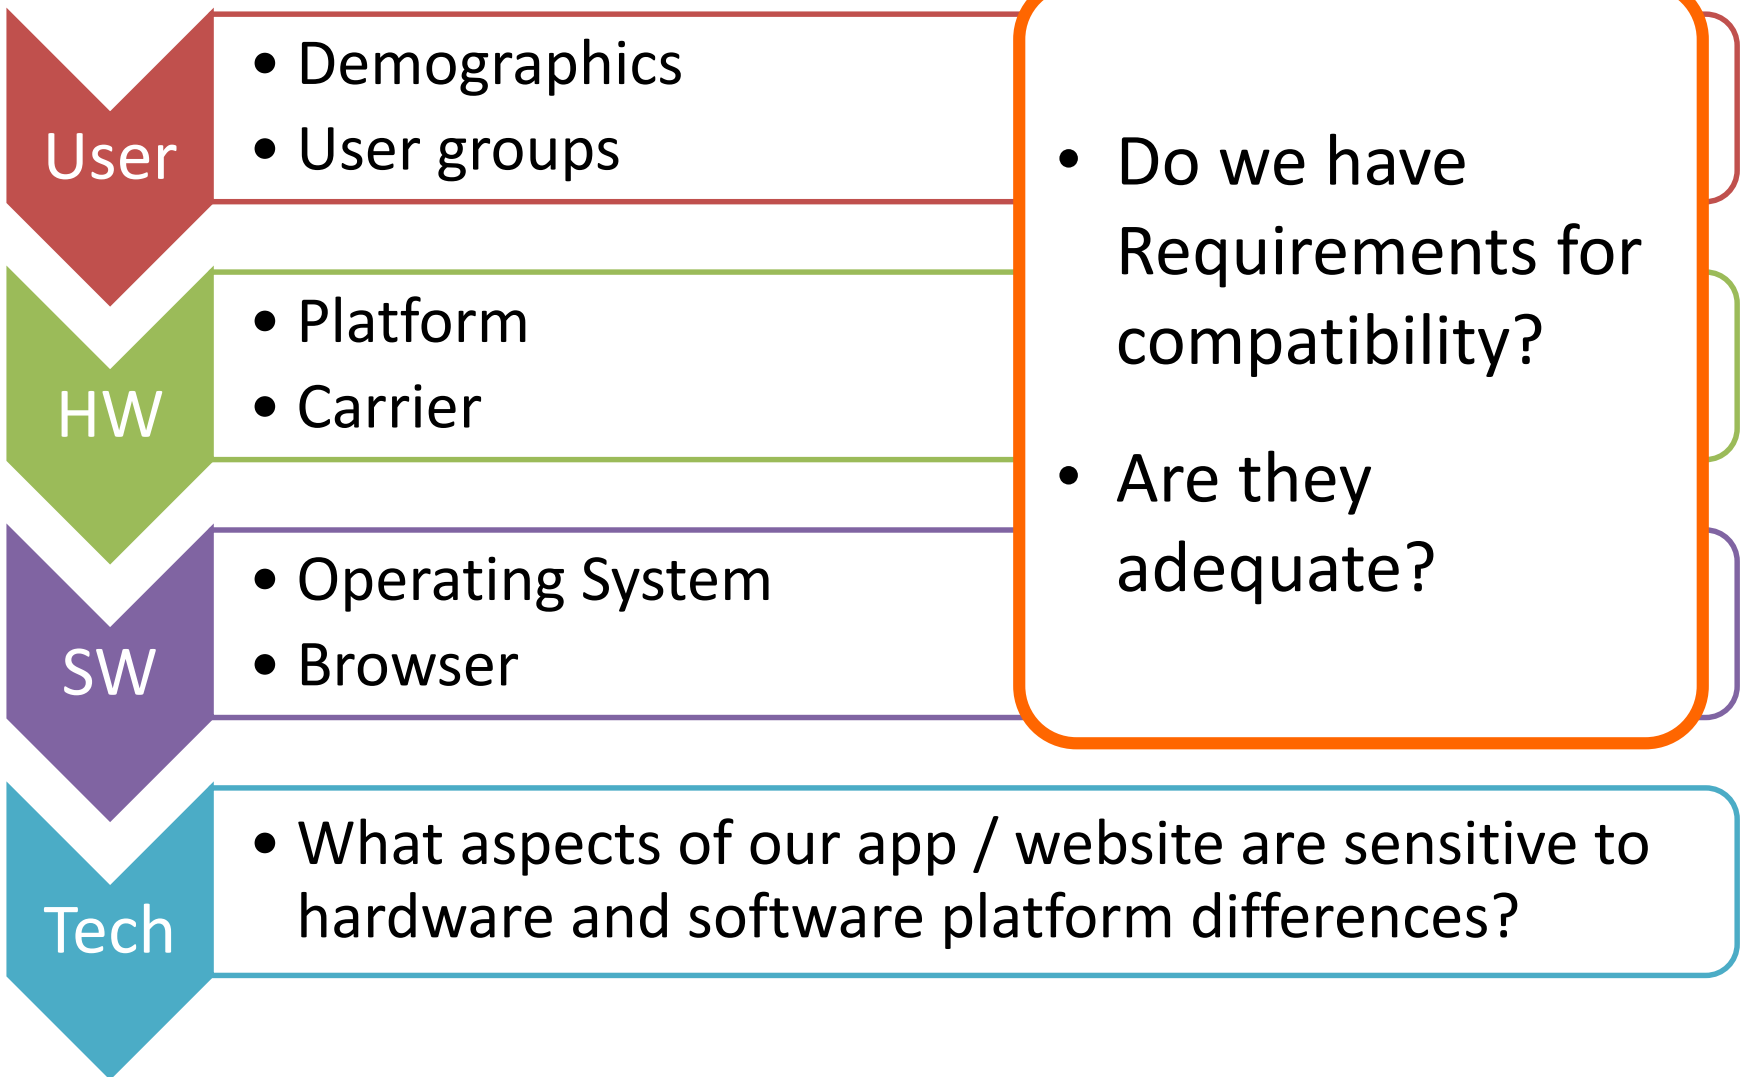 User
• Demographics
• User groups
HW
• Platform
• Carrier
SW
• Operating System
• Browser
Tech
• What aspects of our app / website are sensitive to
hardware and software platform differences?
• Do we have
Requirements for
compatibility?
• Are they
adequate?